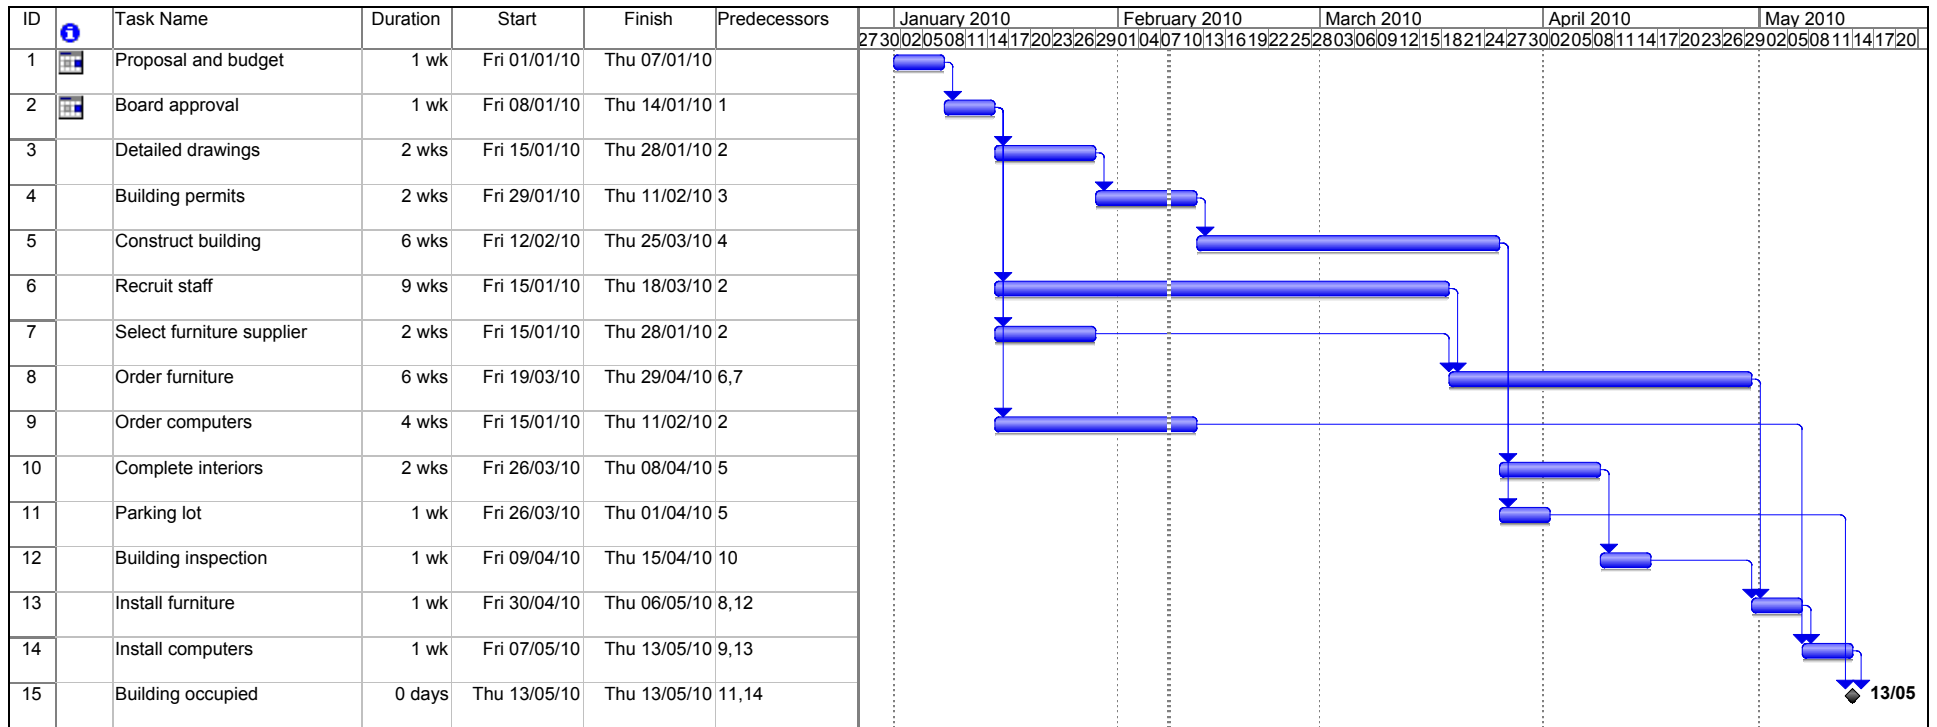 ID Task Name Duration Start Finish Predecessors January 2010 February 2010 March 2010 April 2010 May 2010
27 30 02 05 08 11 14 17 20 23 26 29 01 04 07 10 13 16 19 22 25 28 03 06 09 12 15 18 21 24 27 30 02 05 08 11 14 17 20 23 26 29 02 05 08 11 14 17 20
1 Proposal and budget 1 wk Fri 01/01/10 Thu 07/01/10
2 Board approval 1 wk Fri 08/01/10 Thu 14/01/10 1
3 Detailed drawings 2 wks Fri 15/01/10 Thu 28/01/10 2
4 Building permits 2 wks Fri 29/01/10 Thu 11/02/10 3
5 Construct building 6 wks Fri 12/02/10 Thu 25/03/10 4
6 Recruit staff 9 wks Fri 15/01/10 Thu 18/03/10 2
7 Select furniture supplier 2 wks Fri 15/01/10 Thu 28/01/10 2
8 Order furniture 6 wks Fri 19/03/10 Thu 29/04/10 6,7
9 Order computers 4 wks Fri 15/01/10 Thu 11/02/10 2
10 Complete interiors 2 wks Fri 26/03/10 Thu 08/04/10 5
11 Parking lot 1 wk Fri 26/03/10 Thu 01/04/10 5
12 Building inspection 1 wk Fri 09/04/10 Thu 15/04/10 10
13 Install furniture 1 wk Fri 30/04/10 Thu 06/05/10 8,12
14 Install computers 1 wk Fri 07/05/10 Thu 13/05/10 9,13
15 Building occupied 0 days Thu 13/05/10 Thu 13/05/10 11,14 13/05